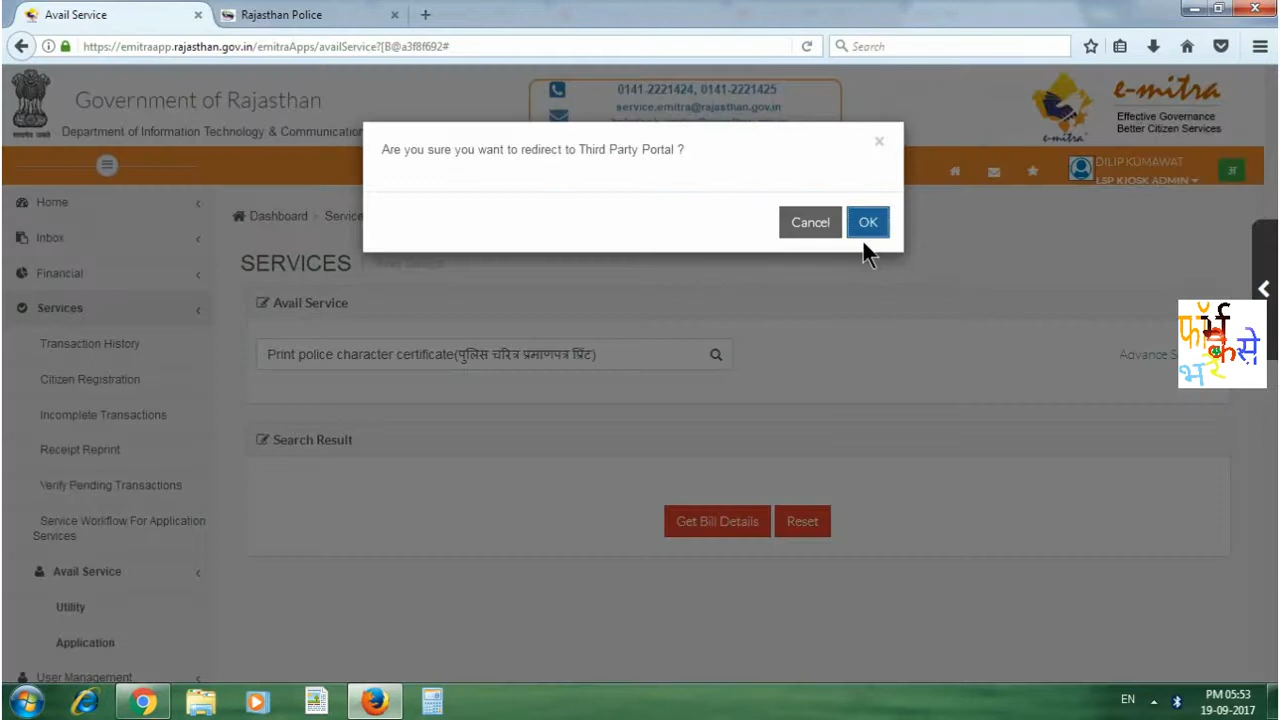 Avail Service
Rajasthan Police
https://emitraapp.rajasthan.gov.in/emitraApps/availService?[B@a3f8f692#
Search
Government of Rajasthan
Department of Information Technology & Communication
0141-2221424, 0141-2221425
service.emitra@rajasthan.gov.in
e-mitra
e-mitra
Effective Governance
Better Citizen Services
Are you sure you want to redirect to Third Party Portal ?
Cancel
OK
DILIP KUMAWAT
LSP KIOSK ADMIN
अ
Home
Inbox
Financial
Services
Transaction History
Citizen Registration
Incomplete Transactions
Receipt Reprint
Verify Pending Transactions
Service Workflow For Application
Services
Avail Service
Utility
Application
User Management
Dashboard
SERVICES
Avail Service
Print police character certificate(पुलिस चरित्र प्रमाणपत्र प्रिंट)
Search Result
Get Bill Details
Reset
फॉर्म
कैसे
भरें
EN
PM 05:53
19-09-2017